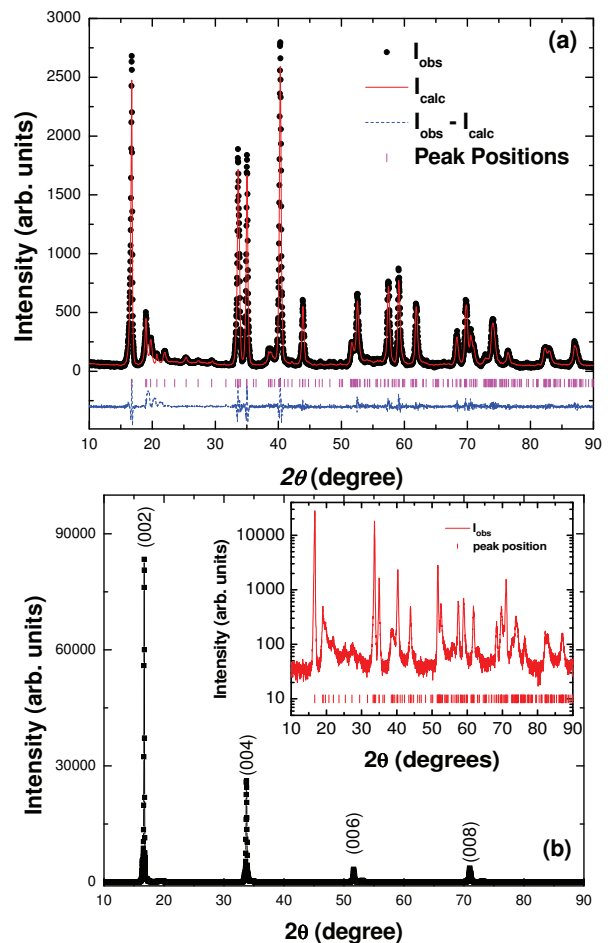 (a)
I_obs
I_calc
I_obs - I_calc
Peak Positions
Intensity (arb. units)
3000
2500
2000
1500
1000
500
0
10 20 30 40 50 60 70 80 90
2θ (degree)
(002)
(004)
(006)
(008)
(b)
Intensity (arb. units)
90000
60000
30000
0
10 20 30 40 50 60 70 80 90
2θ (degree)
I_obs
peak position
Intensity (arb. units)
10000
1000
100
10
10 20 30 40 50 60 70 80 90
2θ (degrees)